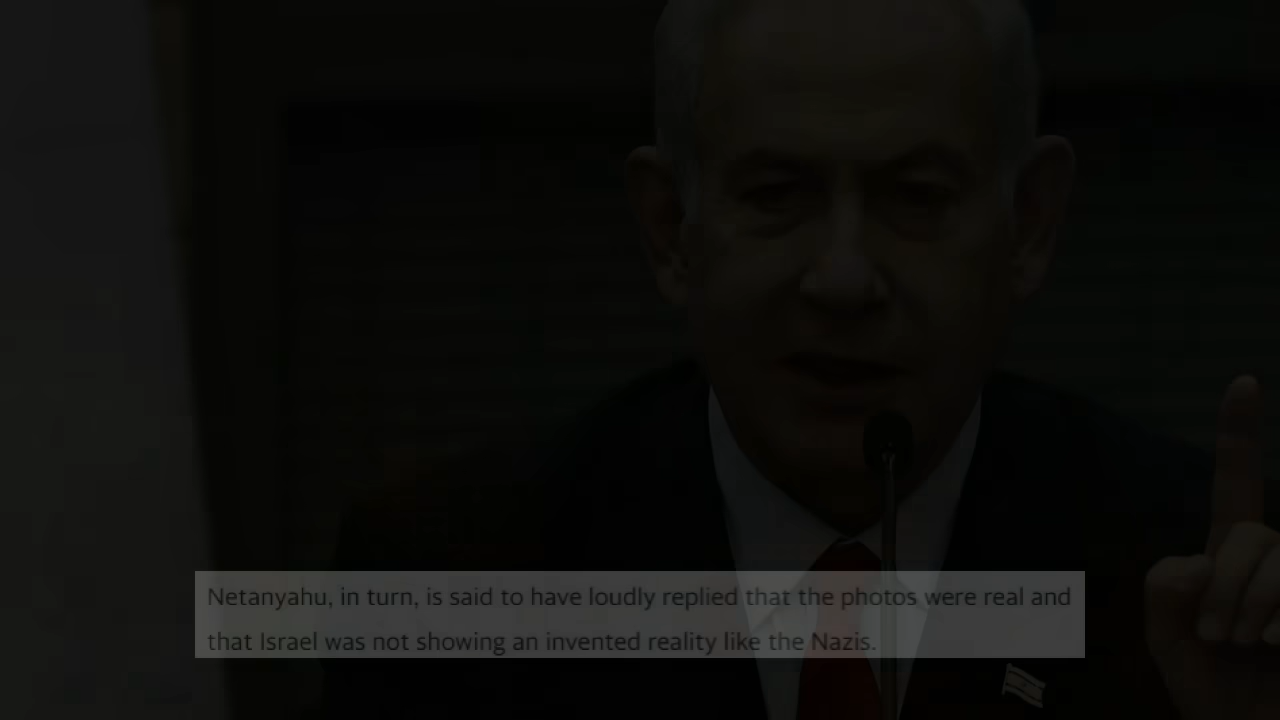 Netanyahu, in turn, is said to have loudly replied that the photos were real and
that Israel was not showing an invented reality like the Nazis.